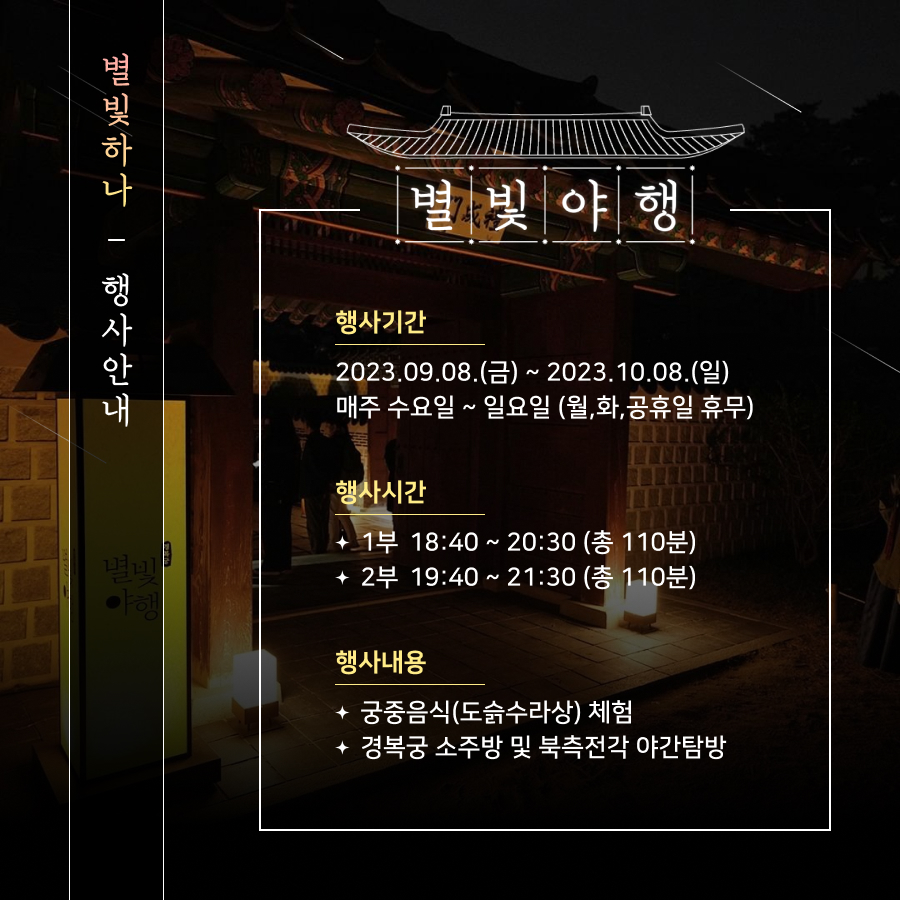 별빛하나 – 행사안내
별빛야행
행사기간
2023.09.08.(금) ~ 2023.10.08.(일)
매주 수요일 ~ 일요일 (월,화,공휴일 휴무)
행사시간
✦ 1부 18:40 ~ 20:30 (총 110분)
✦ 2부 19:40 ~ 21:30 (총 110분)
행사내용
✦ 궁중음식(도슭수라상) 체험
✦ 경복궁 소주방 및 북측전각 야간탐방
별빛
야행